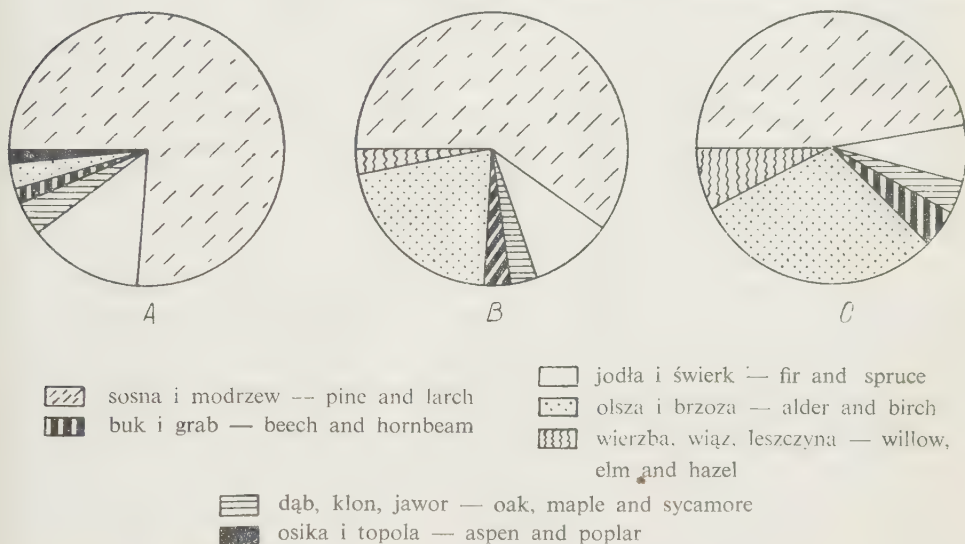 A B C
sosna i modrzew -- pine and larch
buk i grab — beech and hornbeam
jodła i świerk — fir and spruce
olsza i brzoza — alder and birch
wierzba, wiąz, leszczyna — willow,
elm and hazel
dąb, klon, jawor — oak, maple and sycamore
osika i topola — aspen and poplar